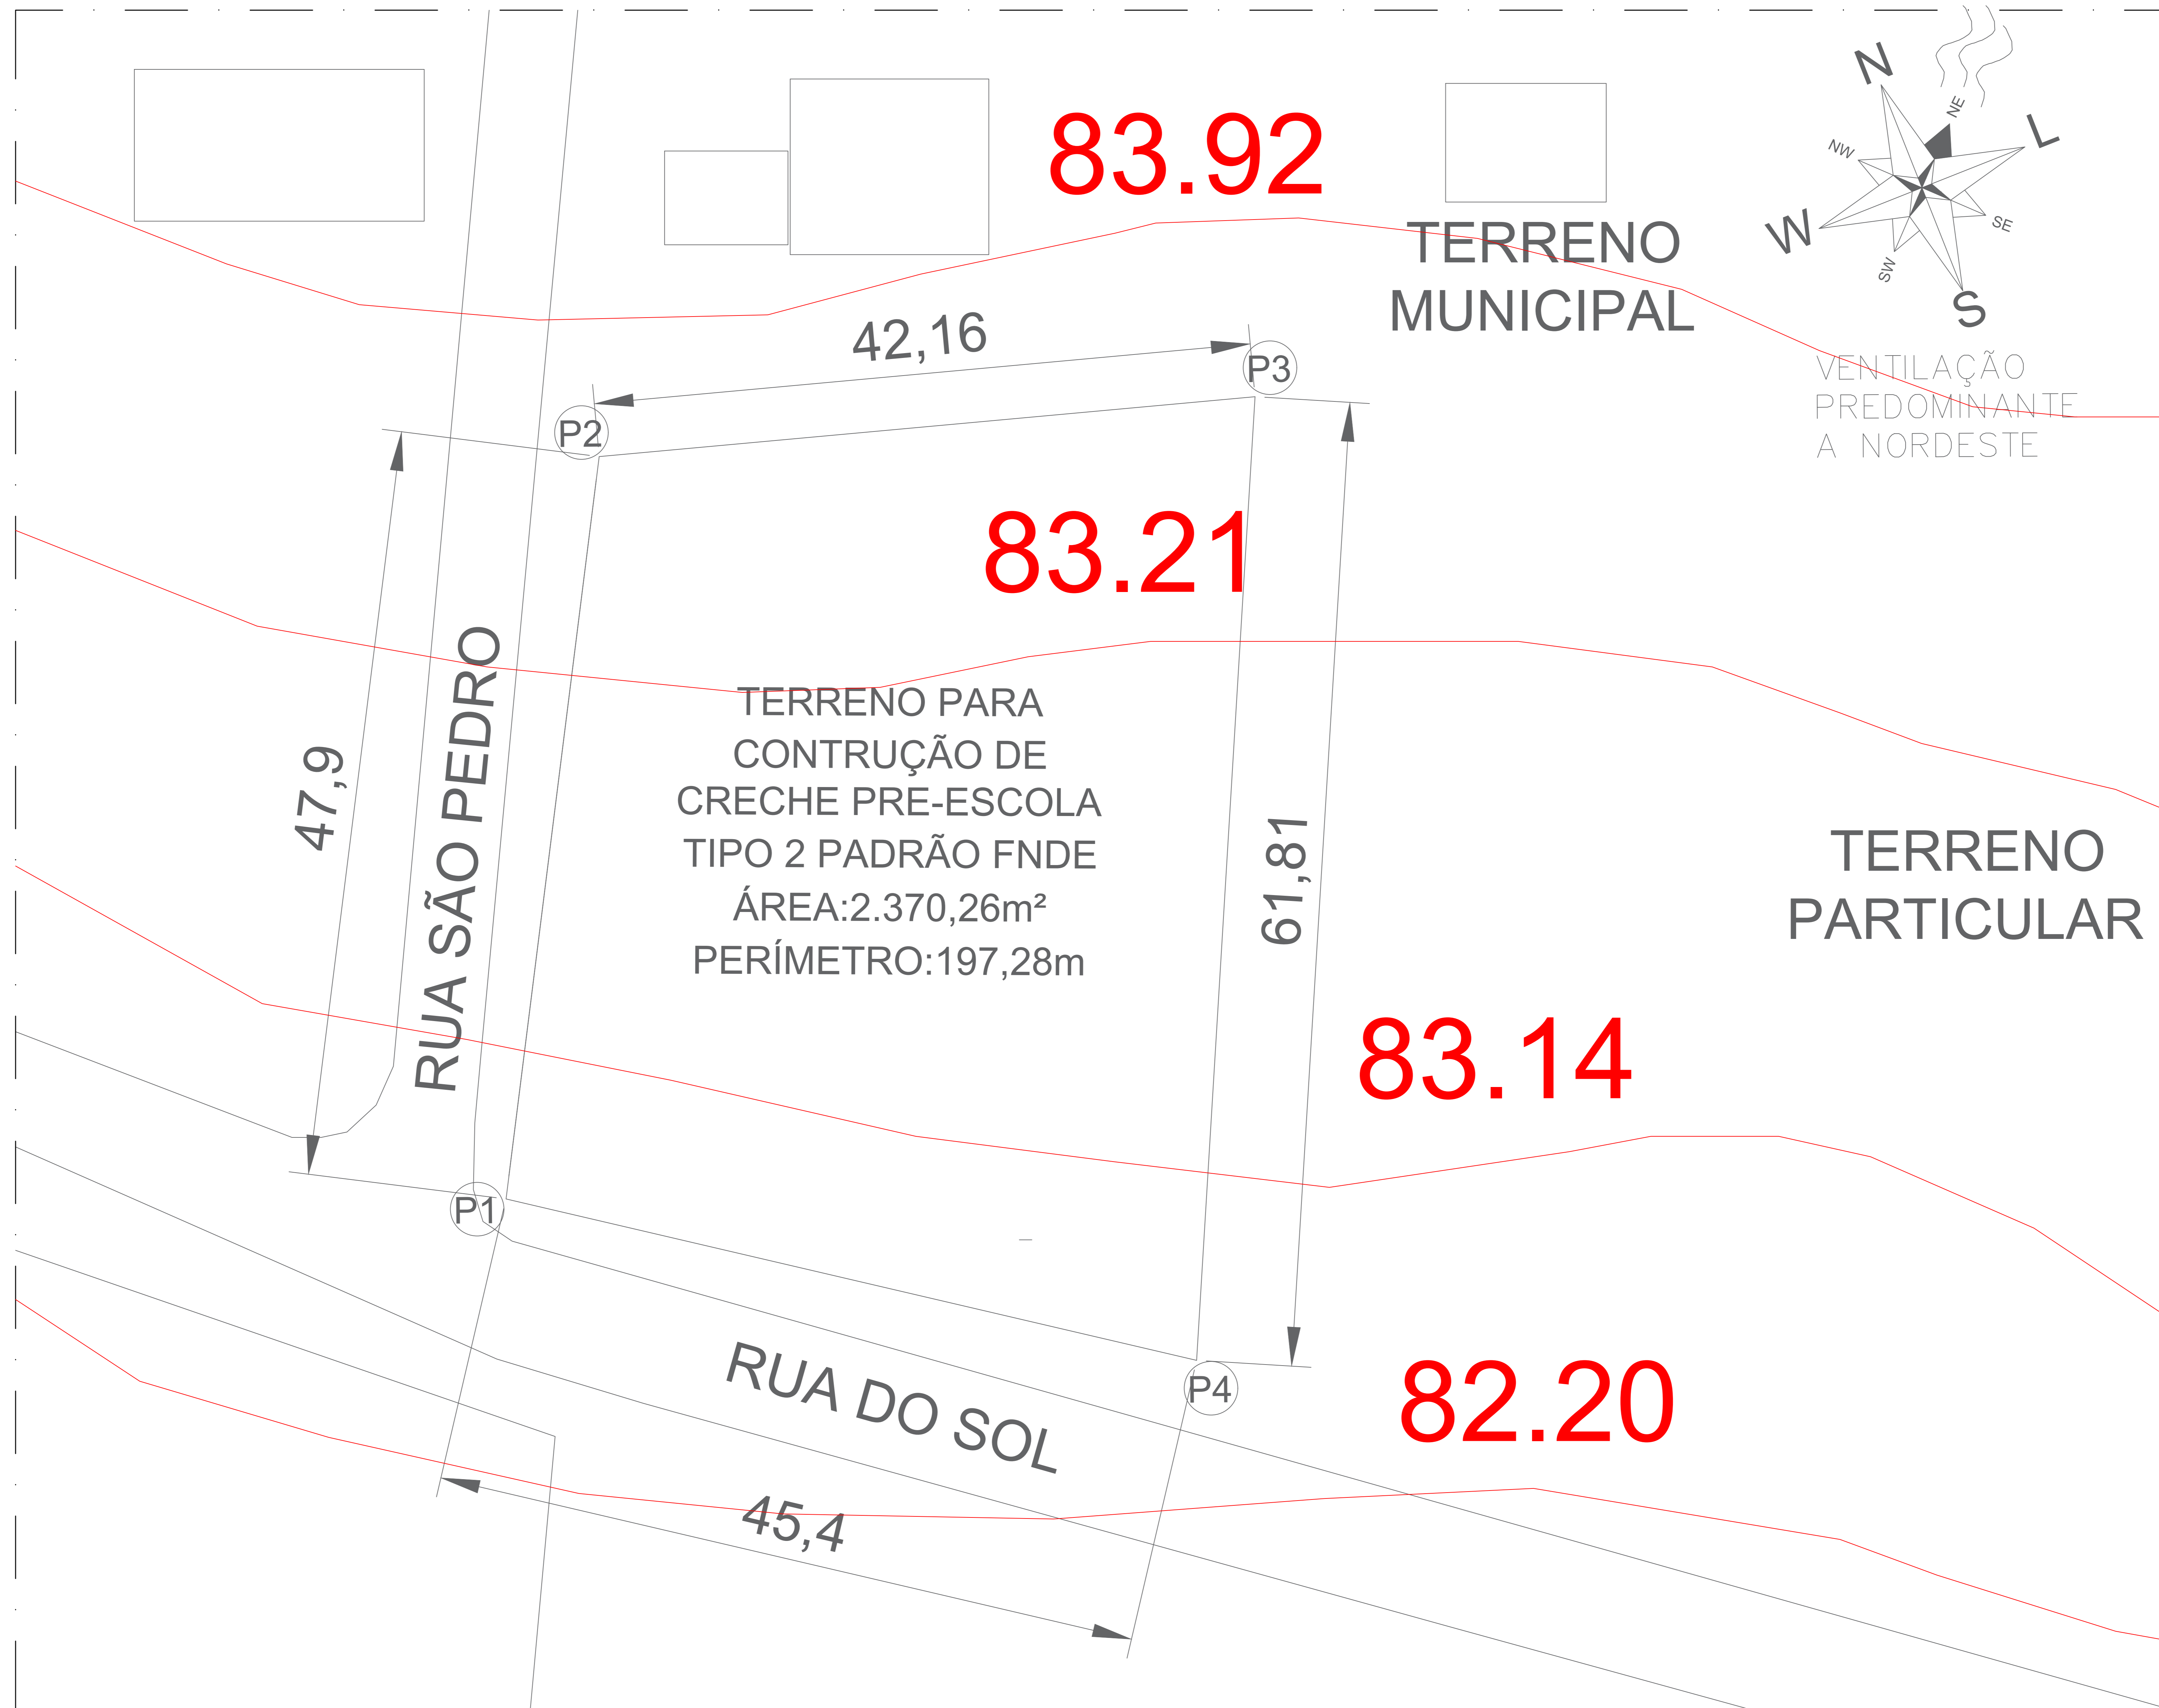 N
NE
L
NW
W
SE
SW
S
83.92
TERRENO
MUNICIPAL
VENTILAÇÃO
PREDOMINANTE
A NORDESTE
42,16
P3
P2
83.21
RUA SÃO PEDRO
47,9
TERRENO PARA
CONTRUÇÃO DE
CRECHE PRE-ESCOLA
TIPO 2 PADRÃO FNDE
ÁREA:2.370,26m²
PERÍMETRO:197,28m
61,81
TERRENO
PARTICULAR
83.14
P1
P4
RUA DO SOL
82.20
45,4